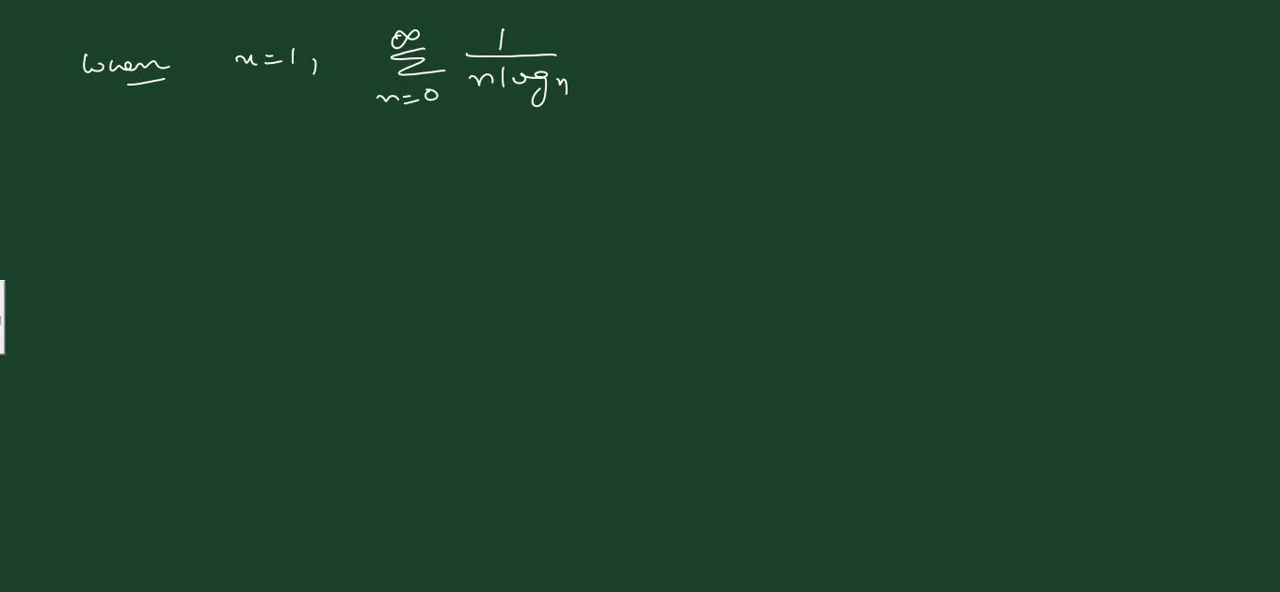 when x=1, ∞ ∑ n=0 1/(n log n)